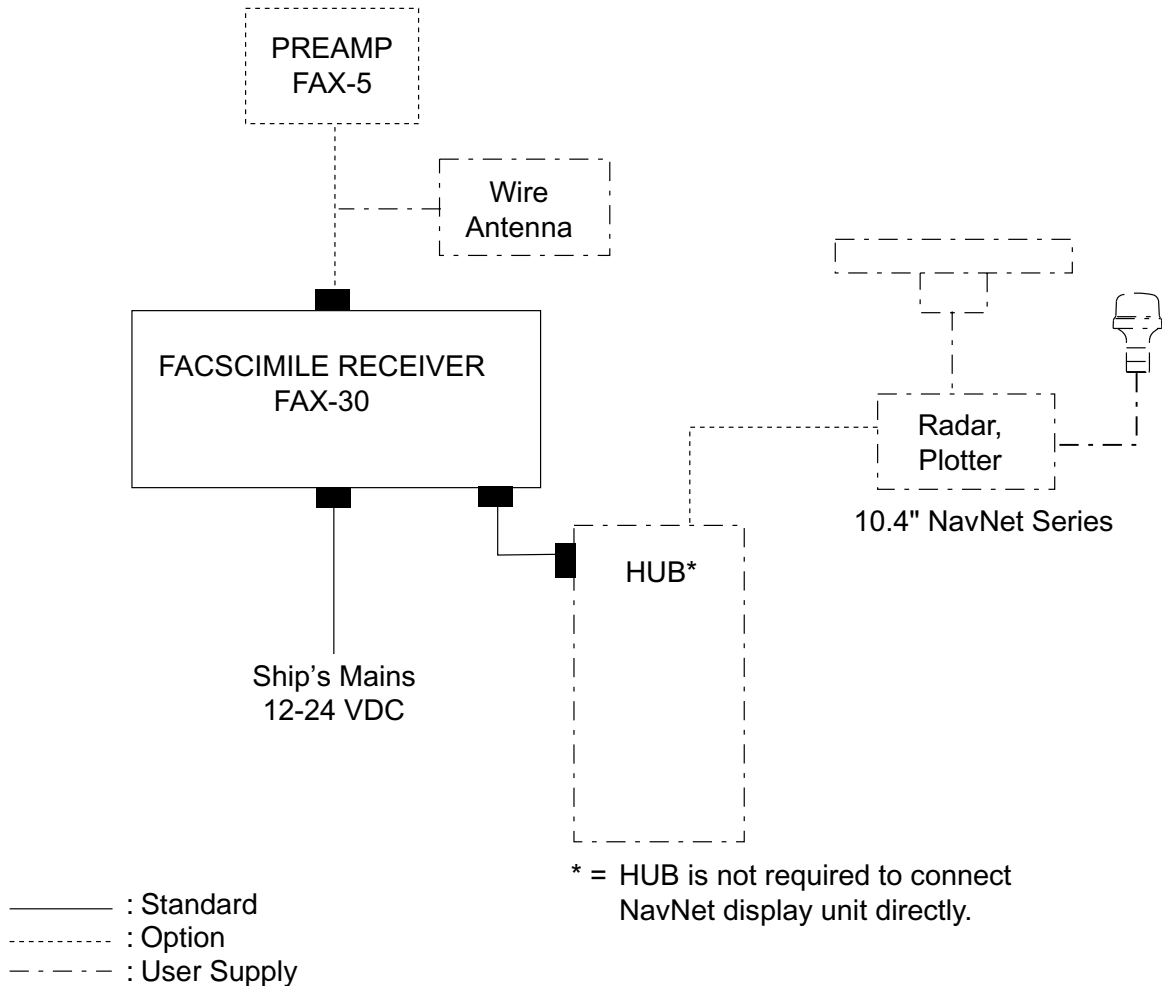 PREAMP
FAX-5
Wire
Antenna
FACSCIMILE RECEIVER
FAX-30
Radar,
Plotter
10.4" NavNet Series
HUB*
Ship’s Mains
12-24 VDC
* = HUB is not required to connect
NavNet display unit directly.
: Standard
: Option
: User Supply